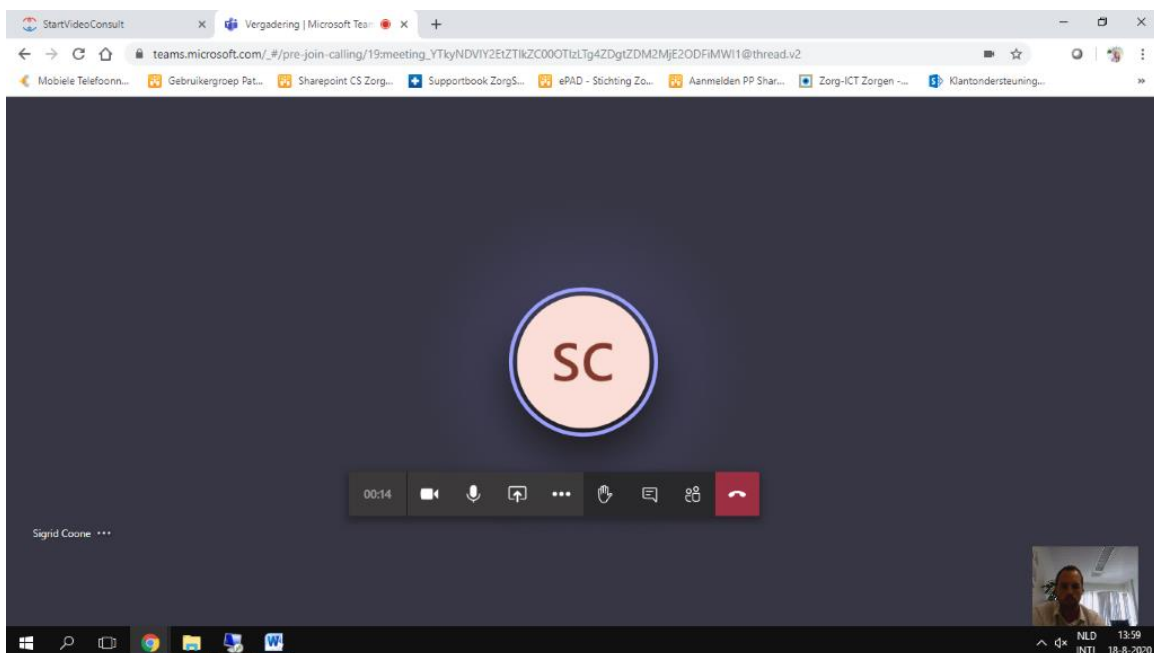 StartVideoConsult
Vergadering | Microsoft Tear
teams.microsoft.com/_#/pre-join-calling/19:meeting_YTkyNDVlY2EtZTlkZC00OTIzLTg4ZDgtZDM2MjE2ODFiMWI1@thread.v2
Mobiele Telefoonn... Gebruikergroep Pat... Sharepoint CS Zorg... Supportbook ZorgS... ePAD - Stichting Zo... Aanmelden PP Shar... Zorg-ICT Zorgen -... Klantondersteuning...
SC
00:14
Sigrid Coone
NLD 13:59
INTL 18-8-2020